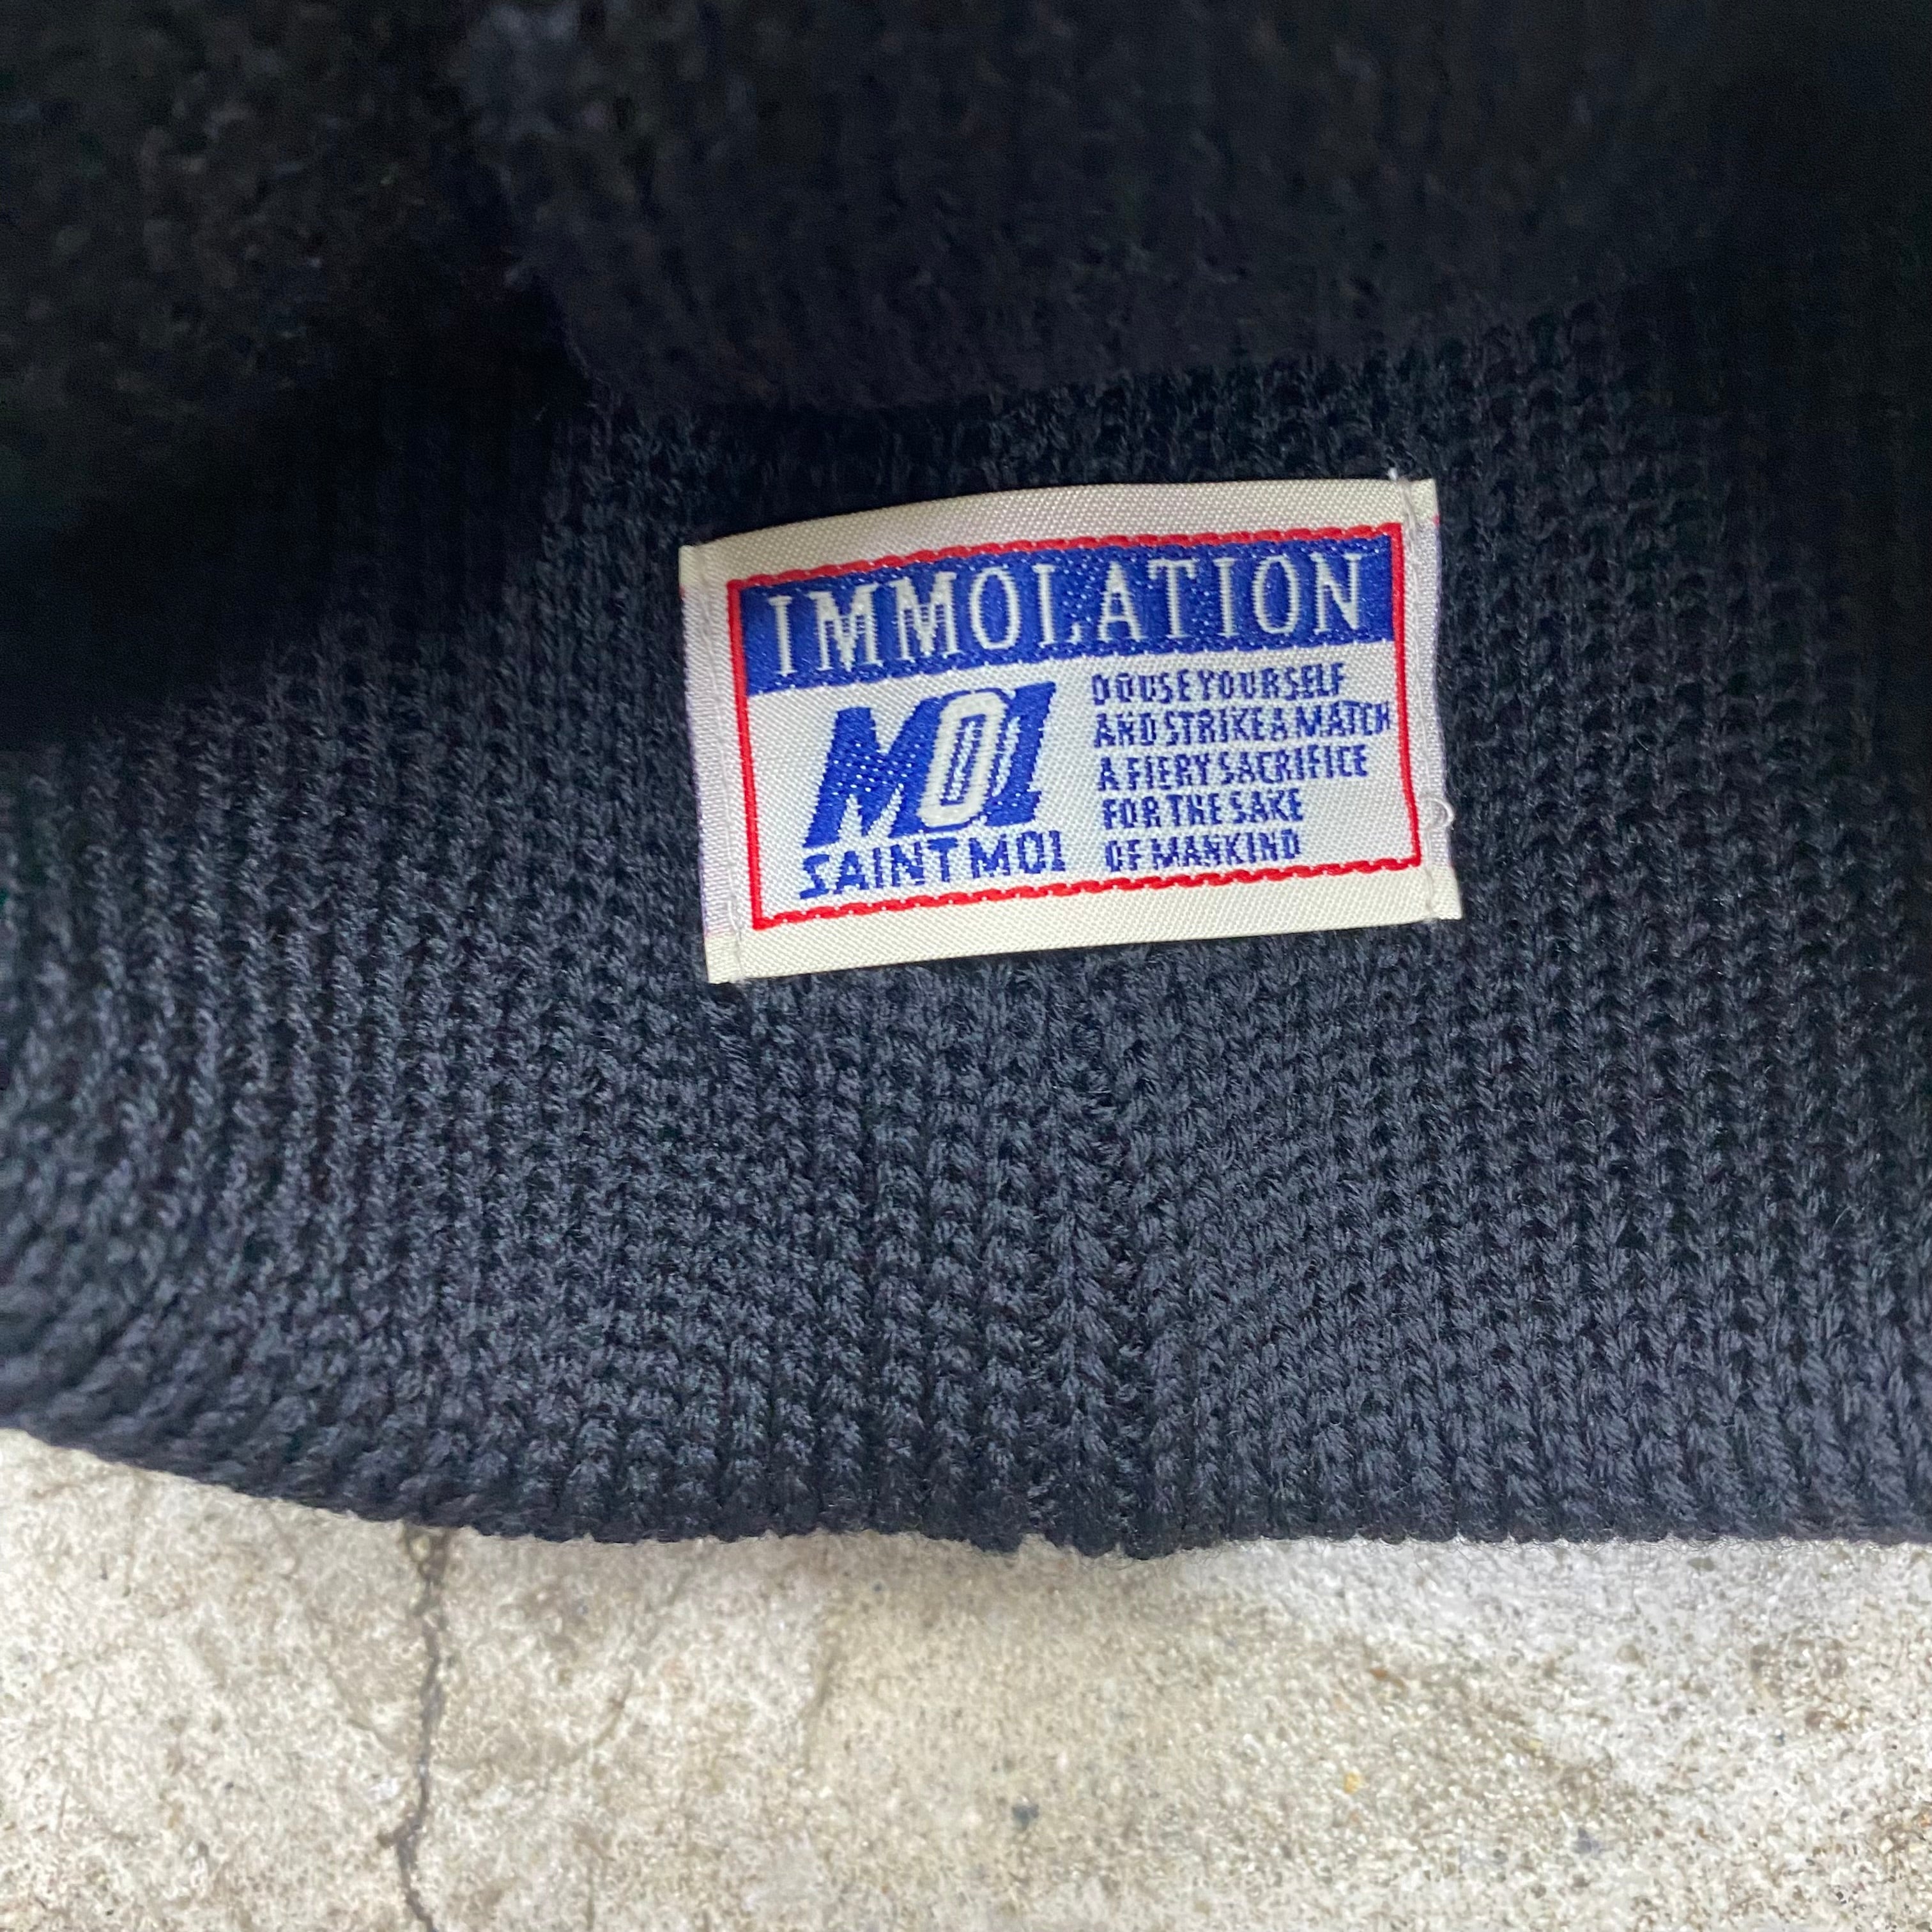 IMMOLATION
M01
SAINT M01
DOUSE YOURSELF
AND STRIKE A MATCH
A FIERY SACRIFICE
FOR THE SAKE
OF MANKIND